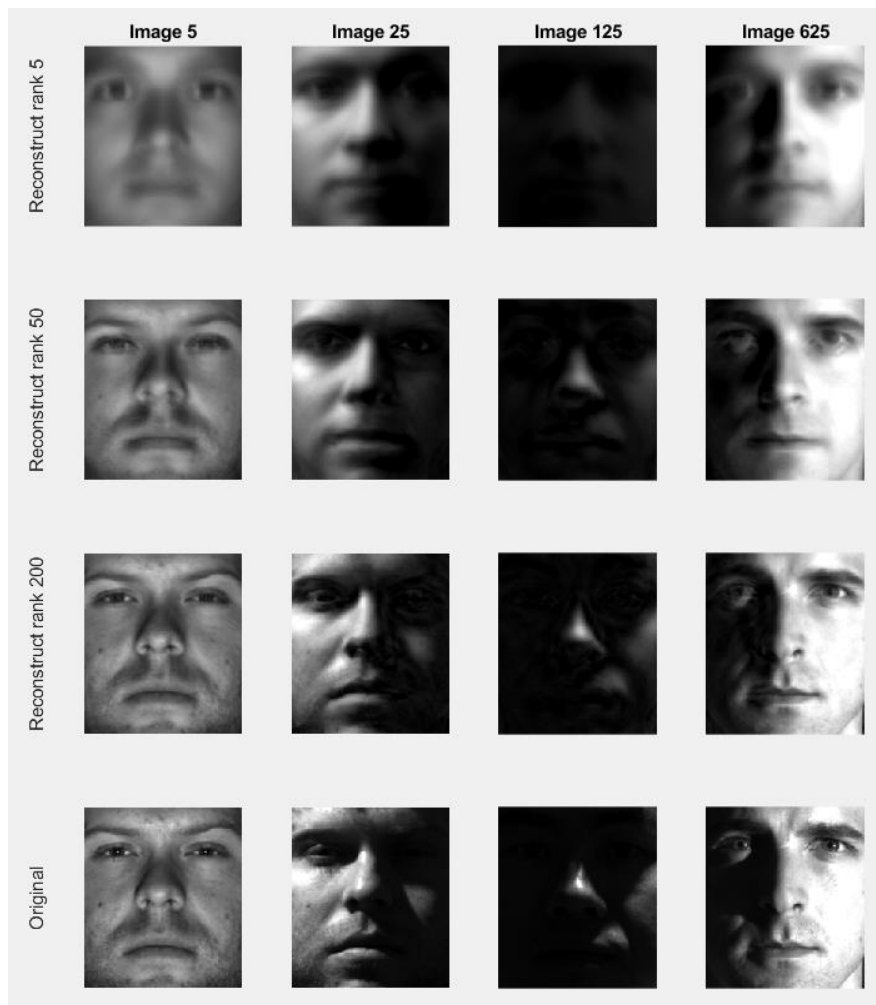 Image 5
Image 25
Image 125
Image 625
Reconstruct rank 5
Reconstruct rank 50
Reconstruct rank 200
Original